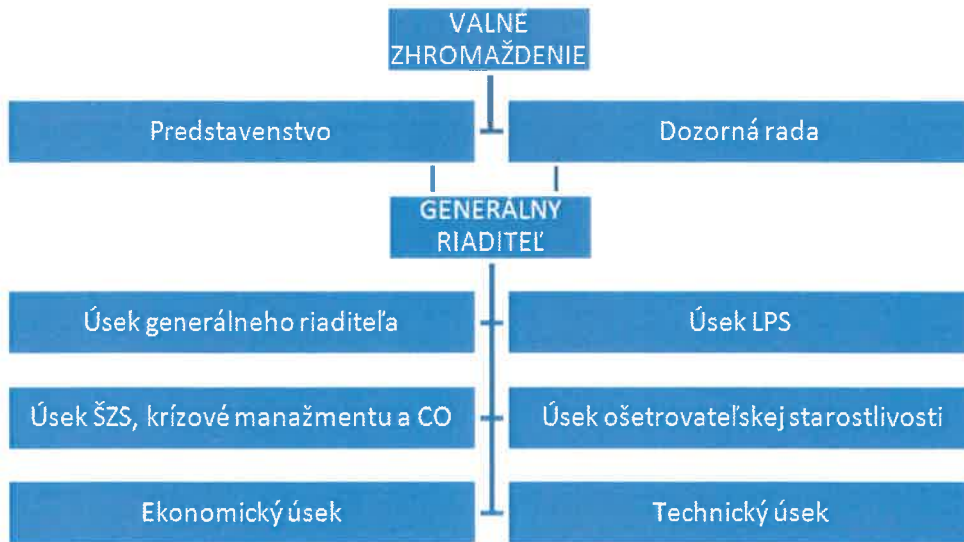 VALNÉ
ZHROMAŽDENIE
Predstavenstvo
Dozorná rada
GENERÁLNY
RIADITEĽ
Úsek generálneho riaditeľa
Úsek LPS
Úsek ŠZS, krízové manažmentu a CO
Úsek ošetrovateľskej starostlivosti
Ekonomický úsek
Technický úsek